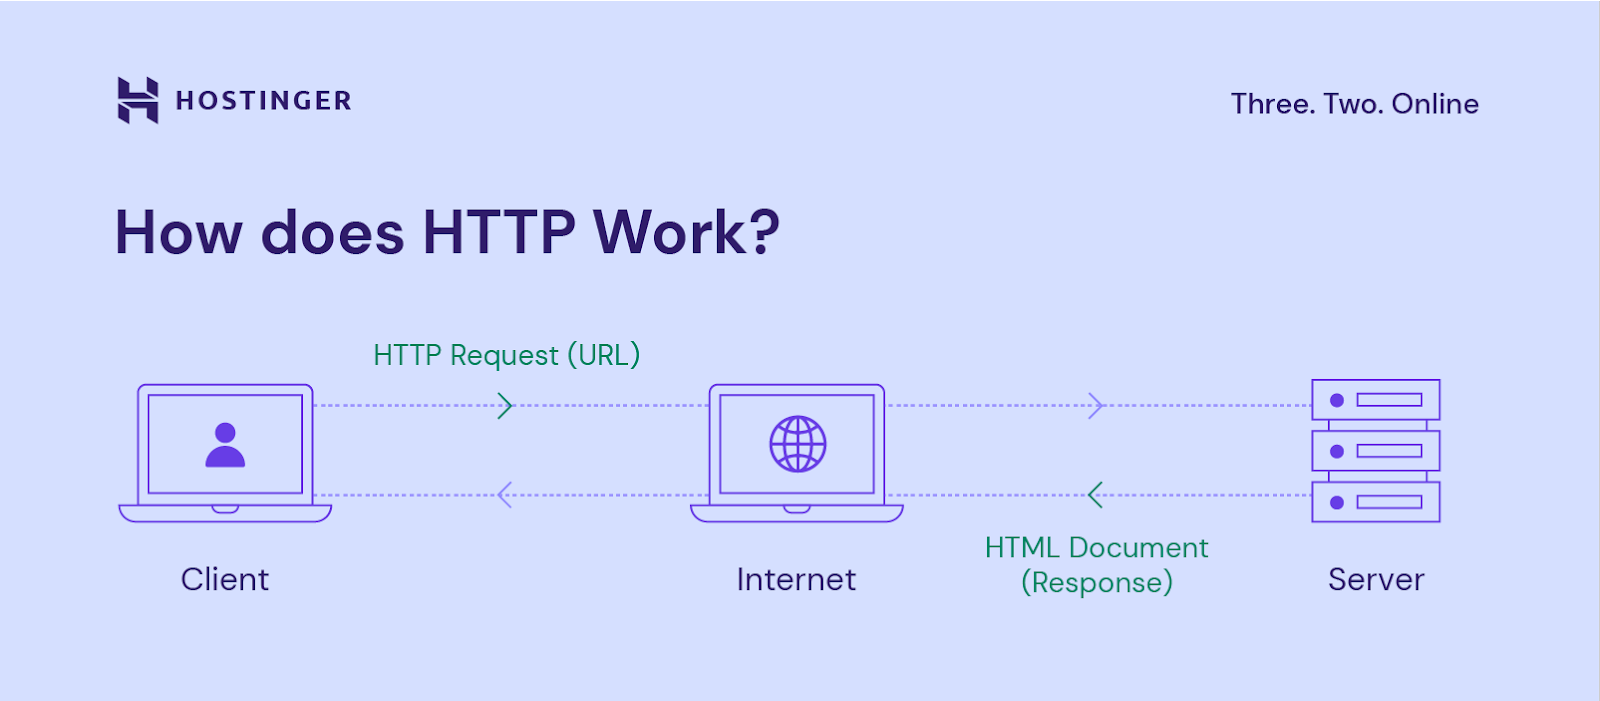 HOSTINGER
Three. Two. Online
How does HTTP Work?
HTTP Request (URL)
HTML Document
(Response)
Client
Internet
Server